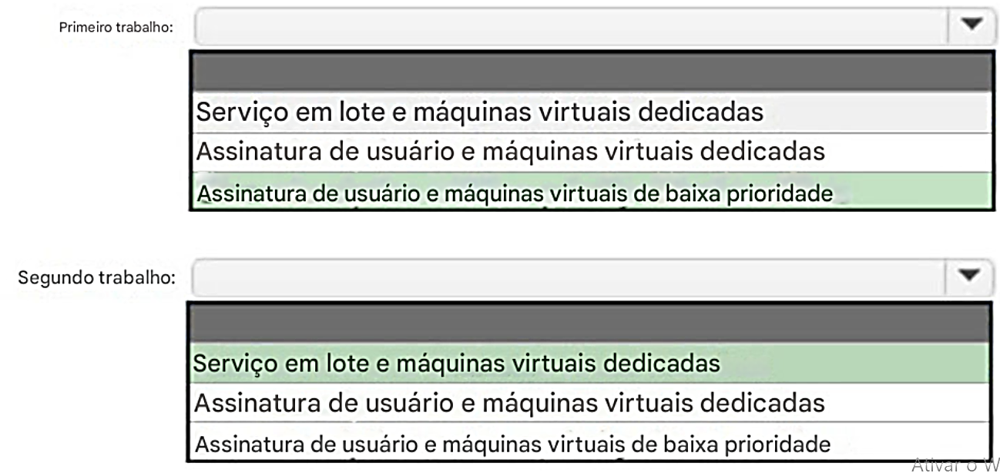 Primeiro trabalho:
Serviço em lote e máquinas virtuais dedicadas
Assinatura de usuário e máquinas virtuais dedicadas
Assinatura de usuário e máquinas virtuais de baixa prioridade
Segundo trabalho:
Serviço em lote e máquinas virtuais dedicadas
Assinatura de usuário e máquinas virtuais dedicadas
Assinatura de usuário e máquinas virtuais de baixa prioridade
Ativar o W